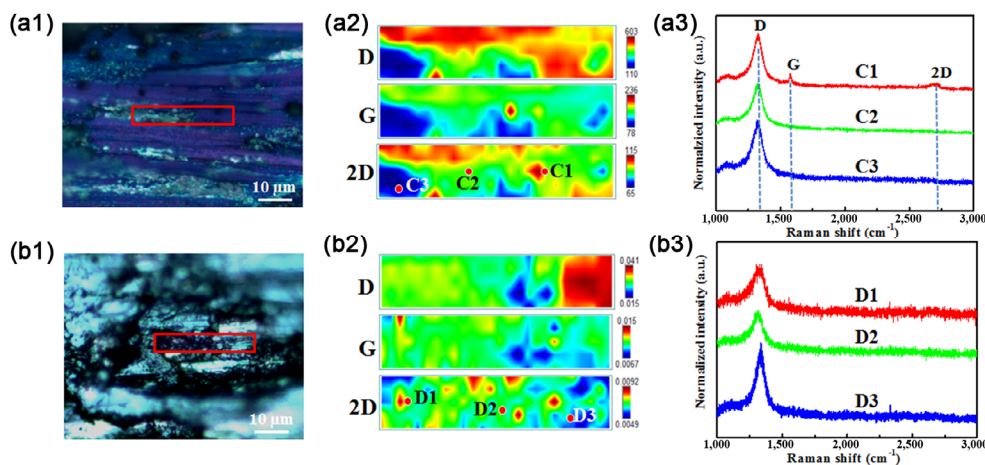 (a1)
10 μm
(a2)
D
603
110
G
236
78
2D
115
65
C3
C2
C1
(a3)
Normalzied intensity (a.u.)
D
G
2D
C1
C2
C3
1,000
1,500
2,000
2,500
3,000
Raman shift (cm⁻¹)
(b1)
10 μm
(b2)
D
0.041
0.015
G
0.015
0.0067
2D
0.0092
0.0049
D1
D2
D3
(b3)
Normalized intensity (a.u.)
D1
D2
D3
1,000
1,500
2,000
2,500
3,000
Raman shift (cm⁻¹)